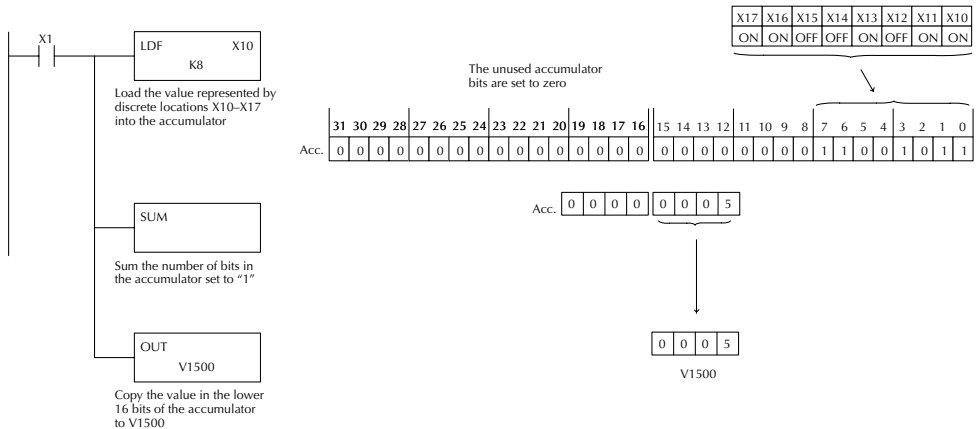 X1
LDF X10
K8
Load the value represented by
discrete locations X10–X17
into the accumulator
SUM
Sum the number of bits in
the accumulator set to “1”
OUT
V1500
Copy the value in the lower
16 bits of the accumulator
to V1500
X17 X16 X15 X14 X13 X12 X11 X10
ON ON OFF OFF ON OFF ON ON
The unused accumulator
bits are set to zero
31 30 29 28 27 26 25 24 23 22 21 20 19 18 17 16 15 14 13 12 11 10 9 8 7 6 5 4 3 2 1 0
Acc. 0 0 0 0 0 0 0 0 0 0 0 0 0 0 0 0 0 0 0 0 0 0 0 0 1 1 0 0 1 0 1 1
Acc. 0 0 0 0 0 0 0 5
0 0 0 5
V1500